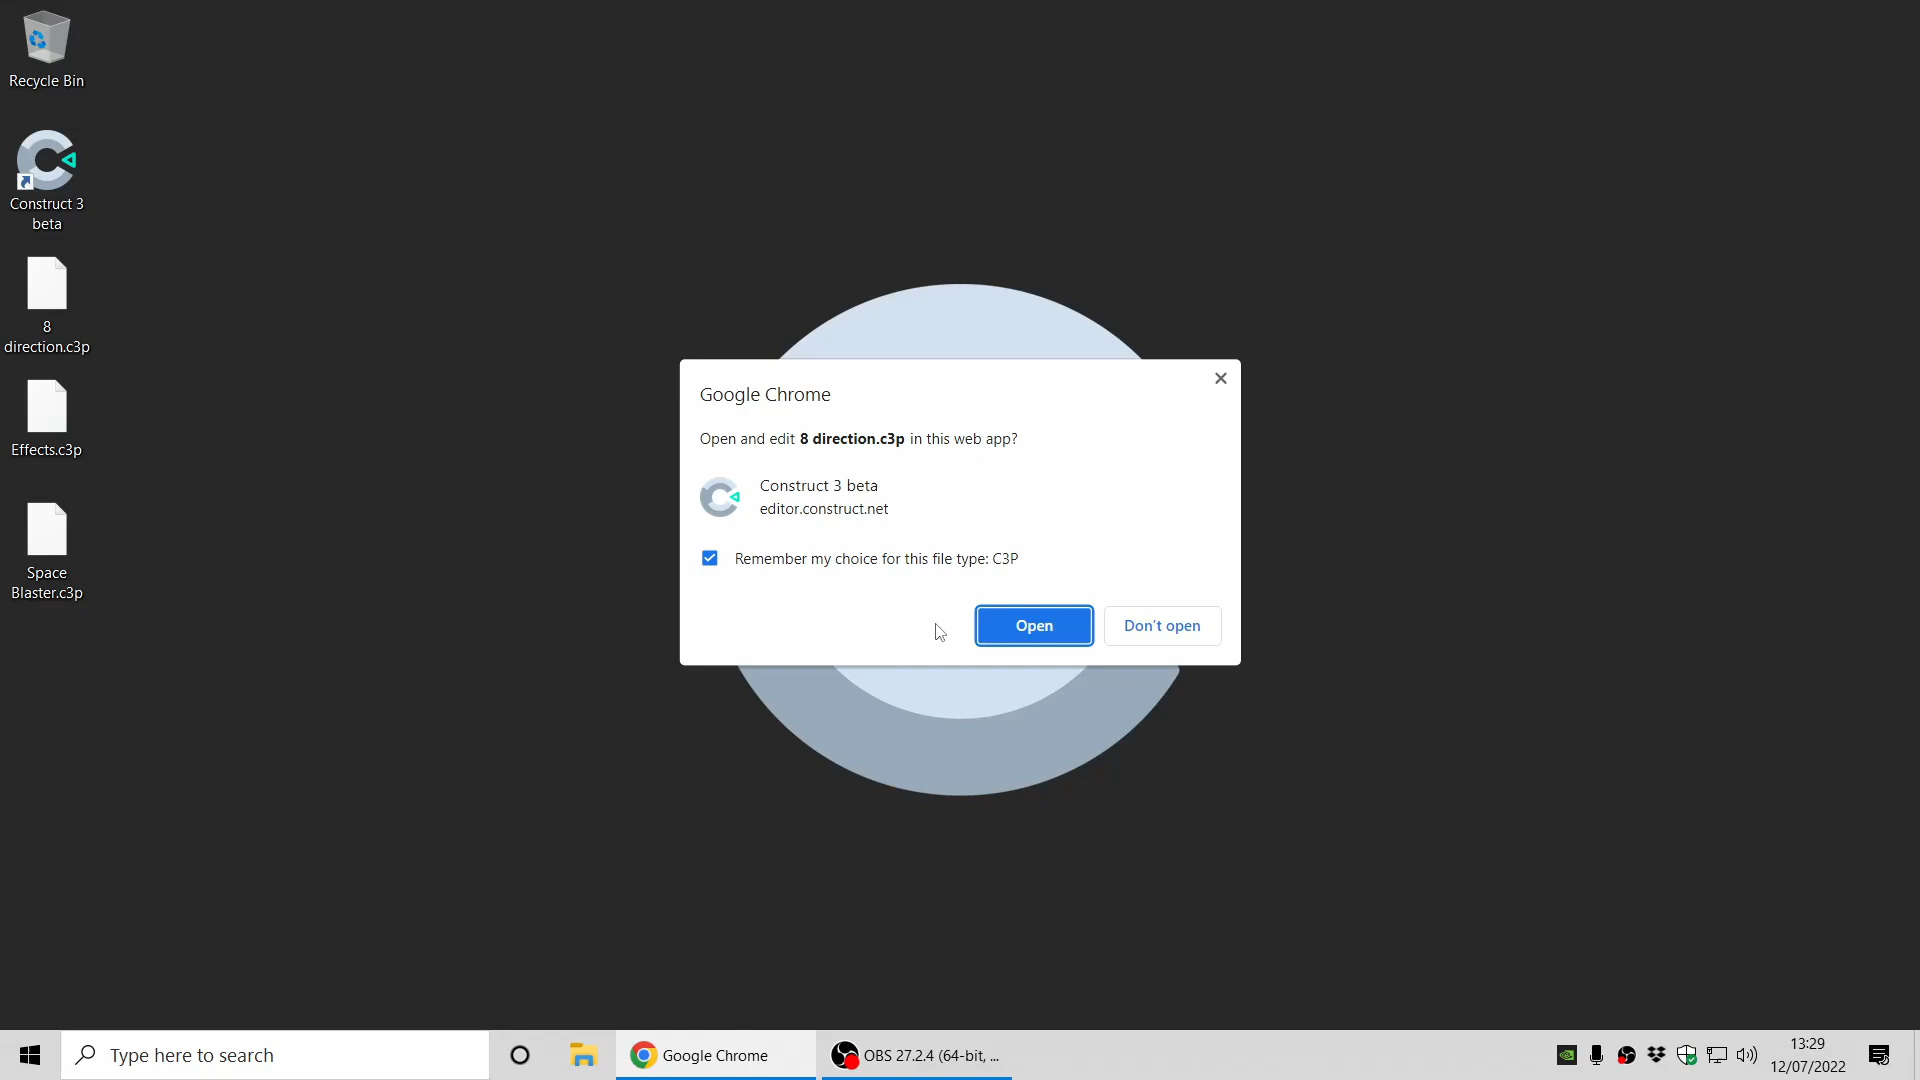 Recycle Bin
Construct 3
beta
8
direction.c3p
Effects.c3p
Space
Blaster.c3p
Google Chrome
Open and edit 8 direction.c3p in this web app?
Construct 3 beta
editor.construct.net
Remember my choice for this file type: C3P
Open
Don't open
Type here to search
Google Chrome
OBS 27.2.4 (64-bit, ...
13:29
12/07/2022